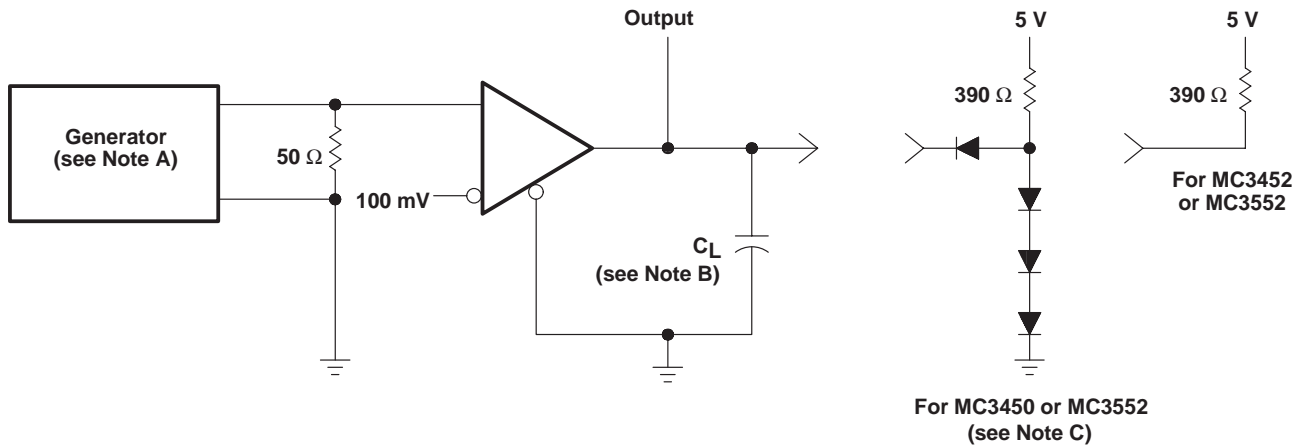 Output
5 V
5 V
390 Ω
390 Ω
Generator
(see Note A)
50 Ω
100 mV
For MC3452
or MC3552
CL
(see Note B)
For MC3450 or MC3552
(see Note C)